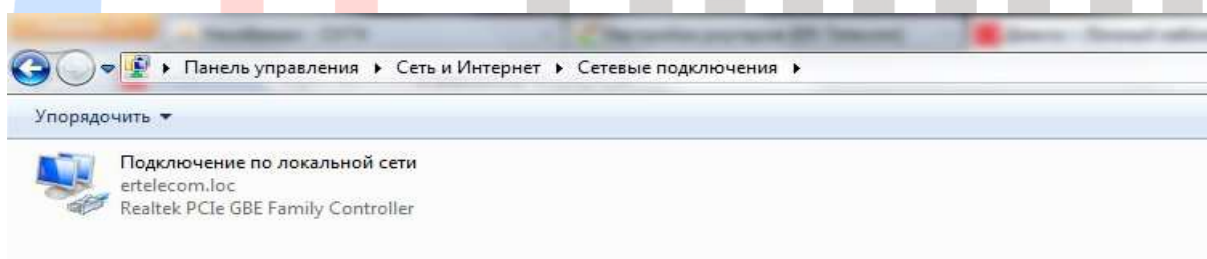 Панель управления ▸ Сеть и Интернет ▸ Сетевые подключения ▸
Упорядочить ▾
Подключение по локальной сети
ertelecom.loc
Realtek PCIe GBE Family Controller